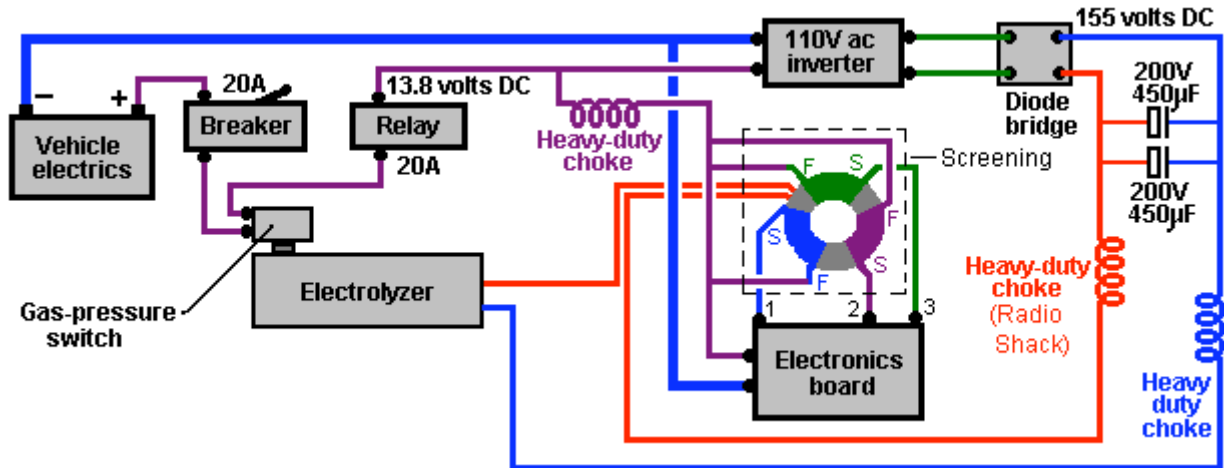 155 volts DC
110V ac
inverter
200V
450µF
20A
13.8 volts DC
− +
Breaker
Relay
Diode
bridge
Vehicle
electrics
Heavy-duty
choke
Screening
20A
F S
200V
450µF
S F
Heavy-duty
choke
(Radio
Shack)
S
F
Electrolyzer
Gas-pressure
switch
1 2 3
Electronics
board
Heavy
duty
choke